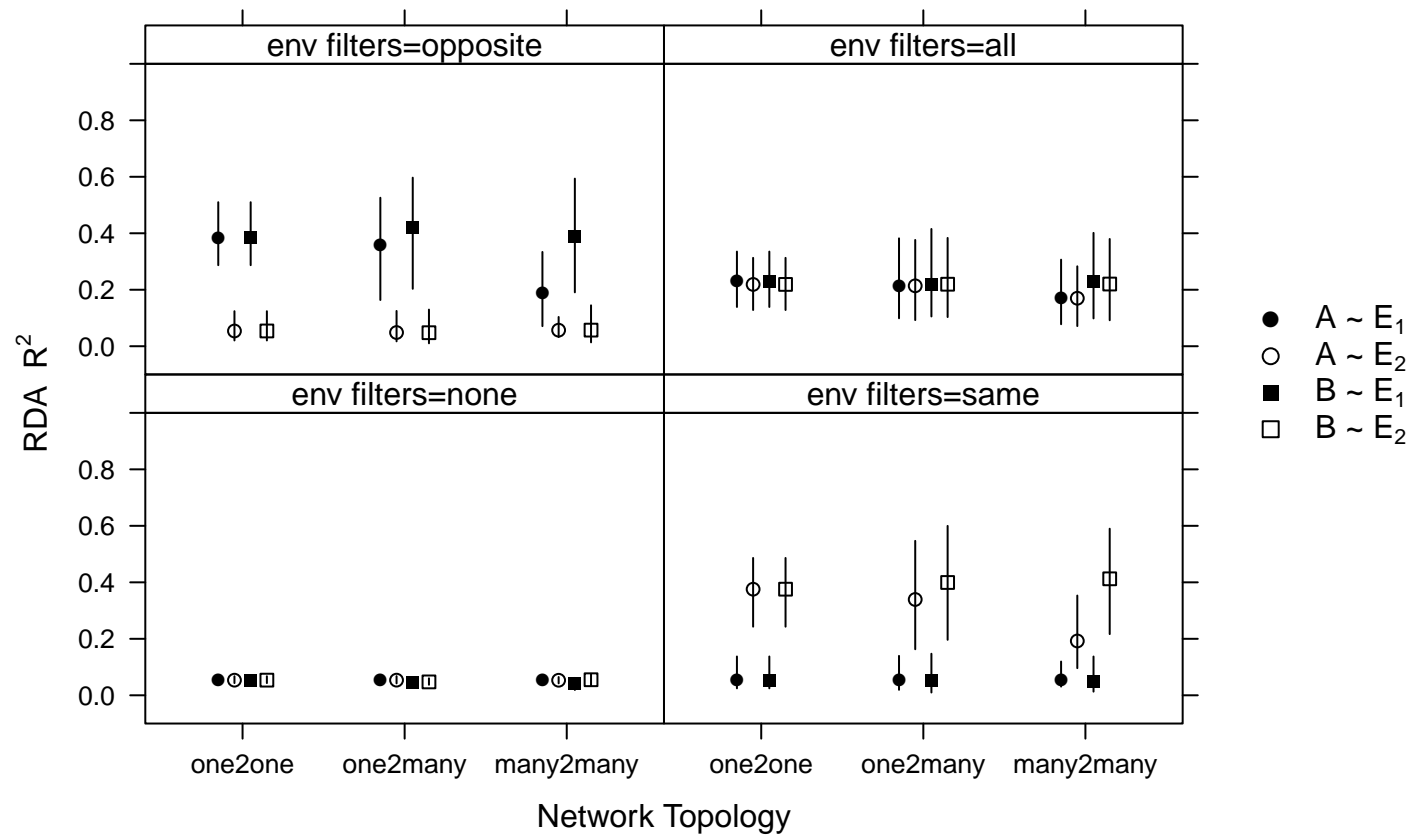 env filters=opposite
env filters=all
0.8
0.6
0.4
0.2
0.0
env filters=none
env filters=same
0.8
0.6
0.4
0.2
0.0
RDA R²
one2one one2many many2many one2one one2many many2many
Network Topology
A ~ E₁
A ~ E₂
B ~ E₁
B ~ E₂